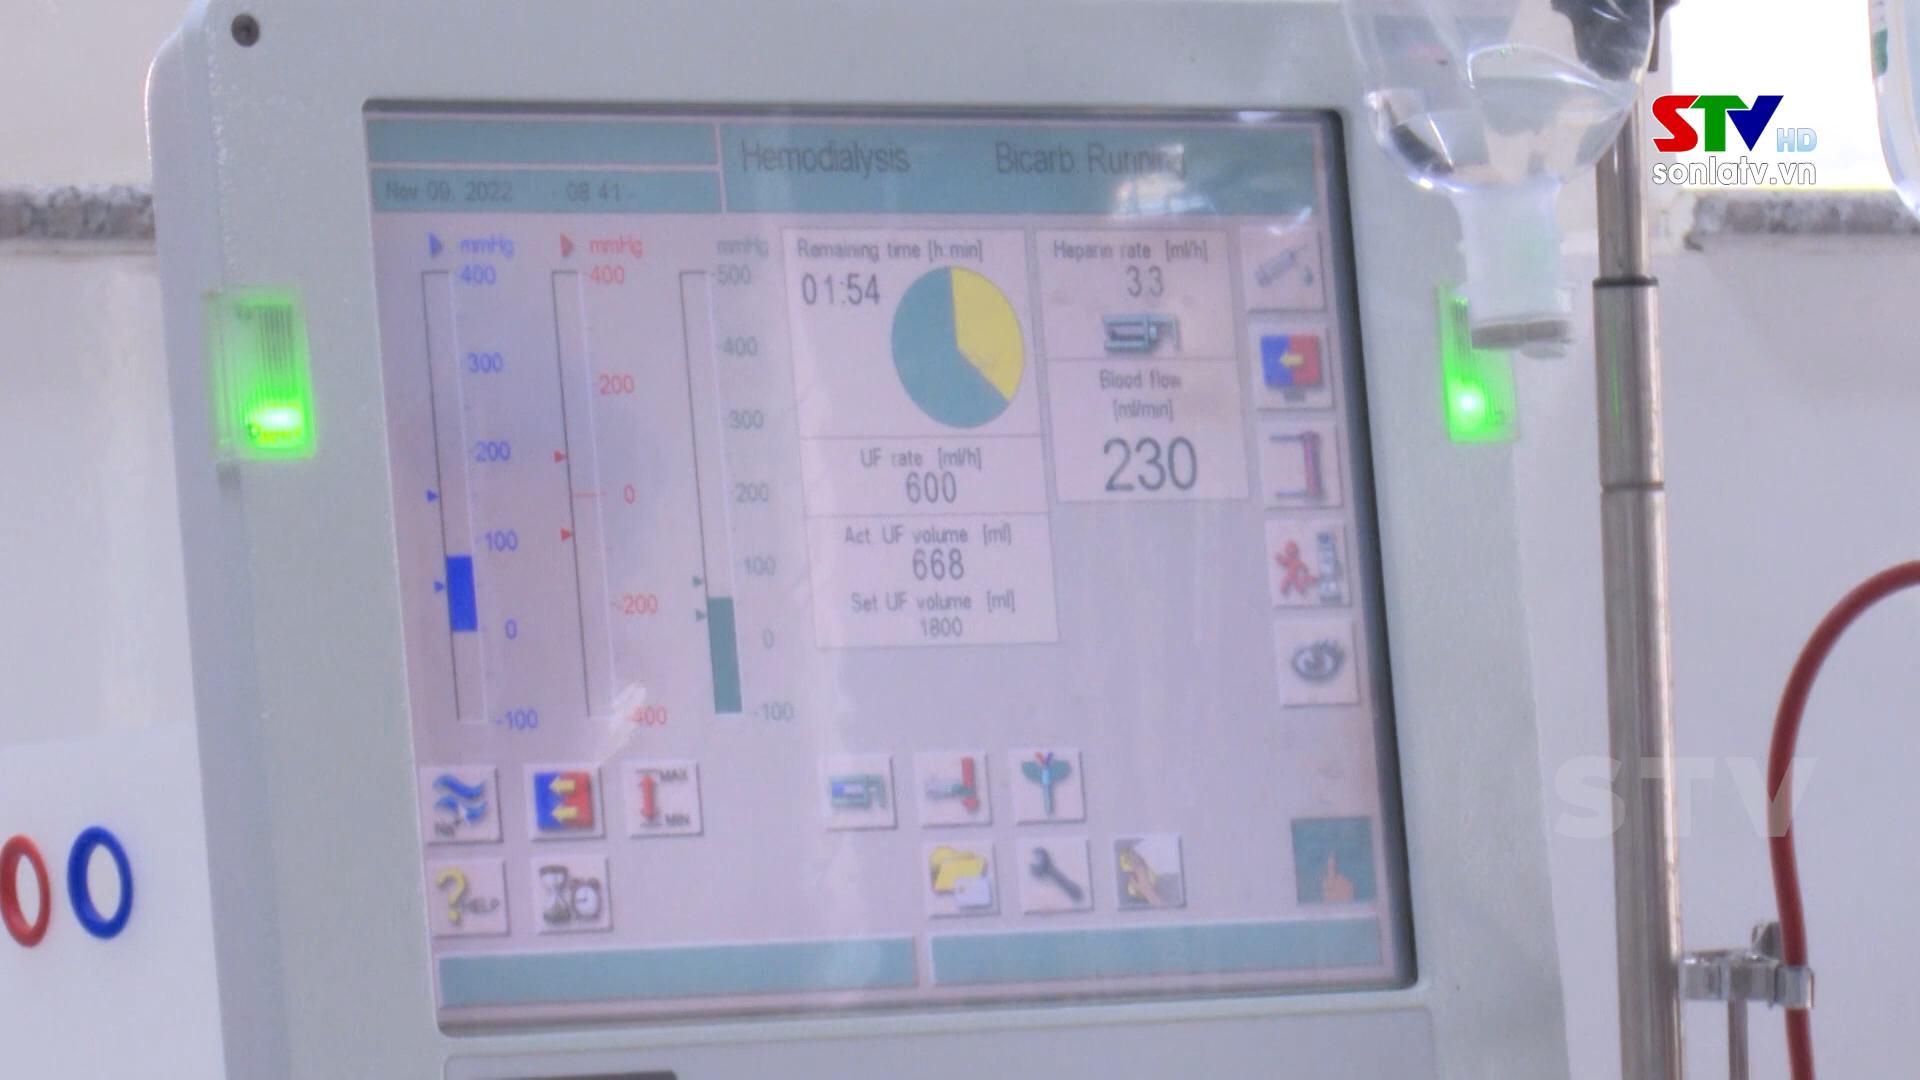 STV HD
sonlatv.vn
Hemodialysis Bicarb Running
Nov 09, 2022 - 08 41 -
mmHg mmHg mmHg
400 400 500
300 200 400
200 0 300
100 -200 200
0 -400 100
-100 0
-100
Remaining time [h:min]
01:54
UF rate [ml/h]
600
Act. UF volume [ml]
668
Set UF volume [ml]
1800
Heparin rate [ml/h]
3.3
Blood flow
[ml/min]
230
Na+
MAX
MIN
HELP
STV